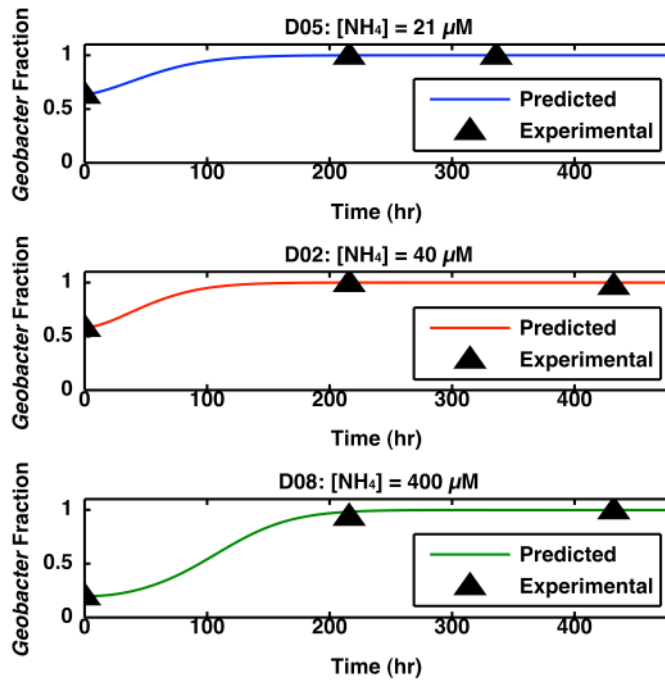 D05: [NH₄] = 21 µM
Geobacter Fraction
1
0.5
0
Predicted
Experimental
0 100 200 300 400
Time (hr)
D02: [NH₄] = 40 µM
Geobacter Fraction
1
0.5
0
Predicted
Experimental
0 100 200 300 400
Time (hr)
D08: [NH₄] = 400 µM
Geobacter Fraction
1
0.5
0
Predicted
Experimental
0 100 200 300 400
Time (hr)